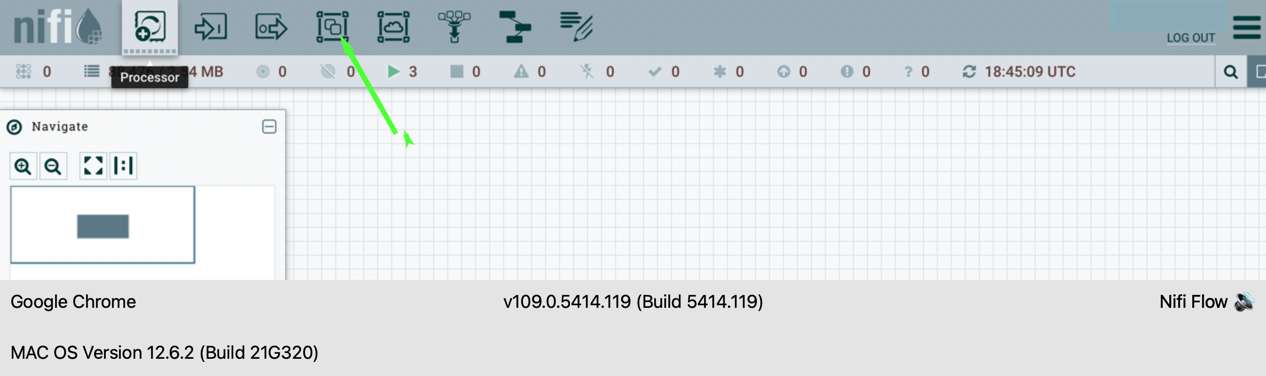 nifi
LOG OUT
0
MB
0
0
3
0
0
0
0
0
0
0
? 0
18:45:09 UTC
Processor
Navigate
Google Chrome
v109.0.5414.119 (Build 5414.119)
Nifi Flow
MAC OS Version 12.6.2 (Build 21G320)